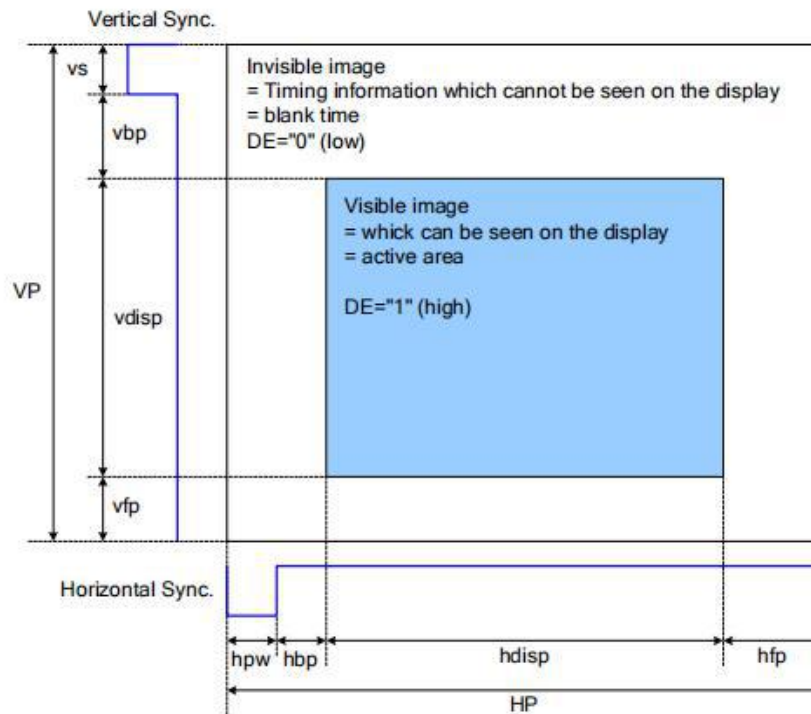 Vertical Sync.
vs
Invisible image
= Timing information which cannot be seen on the display
= blank time
DE="0" (low)
vbp
Visible image
= whick can be seen on the display
= active area
DE="1" (high)
VP
vdisp
vfp
Horizontal Sync.
hpw
hbp
hdisp
hfp
HP